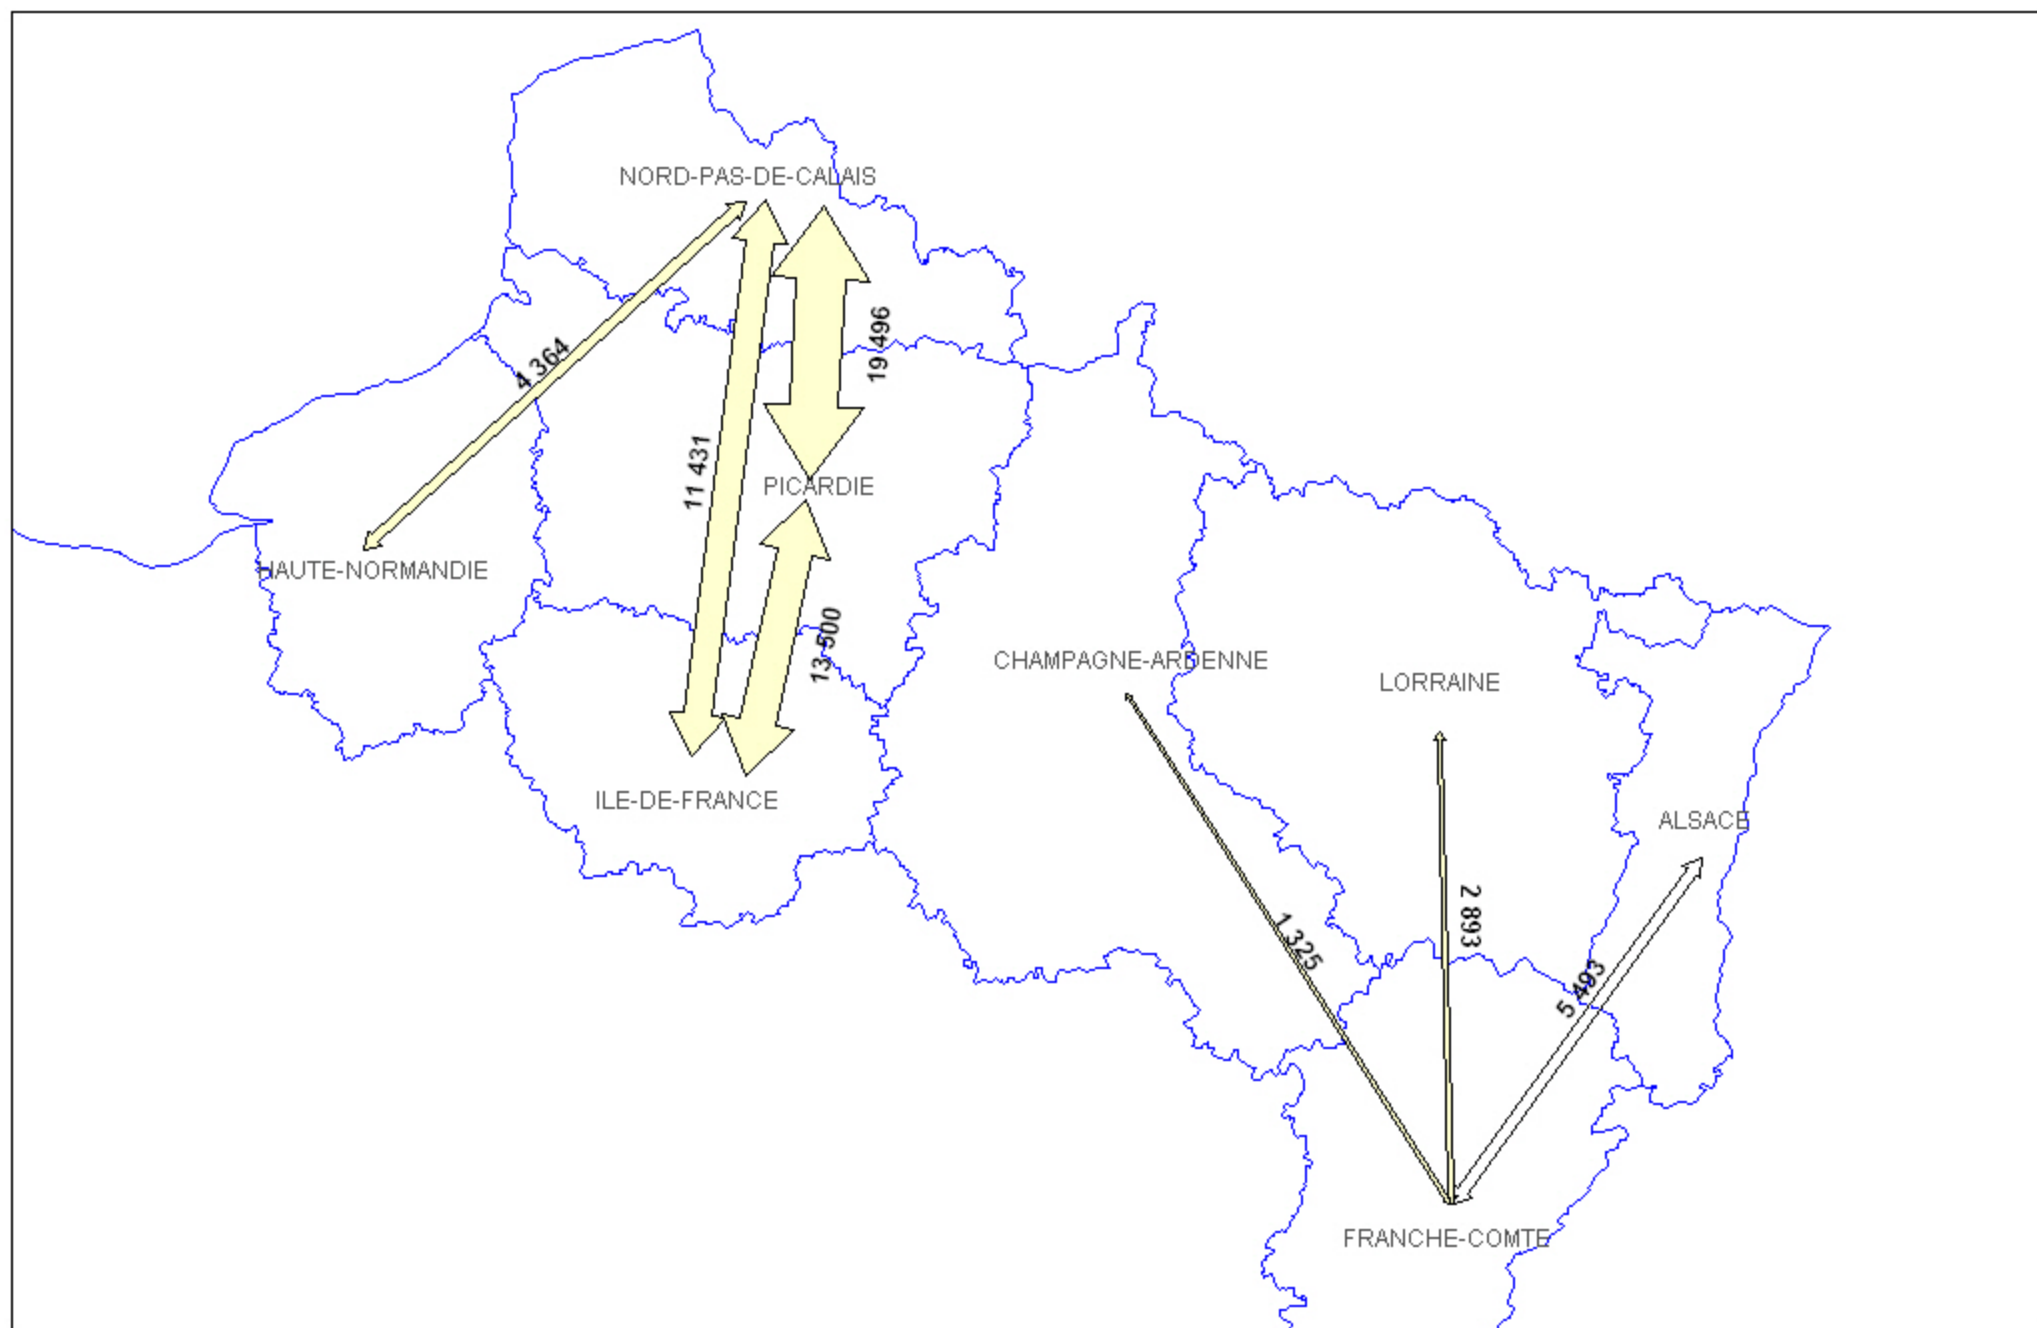 NORD-PAS-DE-CALAIS
19 496
4 364
11 431
PICARDIE
HAUTE-NORMANDIE
13 500
CHAMPAGNE-ARDENNE
LORRAINE
ILE-DE-FRANCE
ALSACE
2 893
1 325
5 493
FRANCHE-COMTE